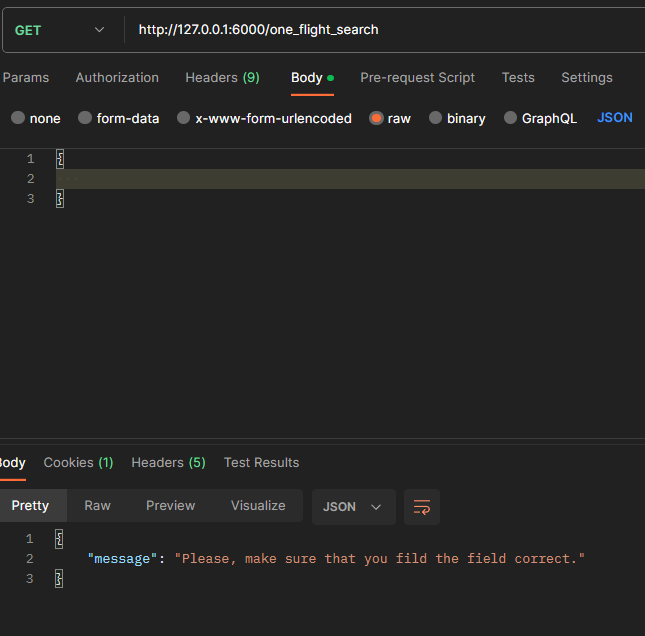 GET http://127.0.0.1:6000/one_flight_search
Params Authorization Headers (9) Body Pre-request Script Tests Settings
none form-data x-www-form-urlencoded raw binary GraphQL JSON
1 {
2
3 }
Body Cookies (1) Headers (5) Test Results
Pretty Raw Preview Visualize JSON
1 {
2 "message": "Please, make sure that you fild the field correct."
3 }